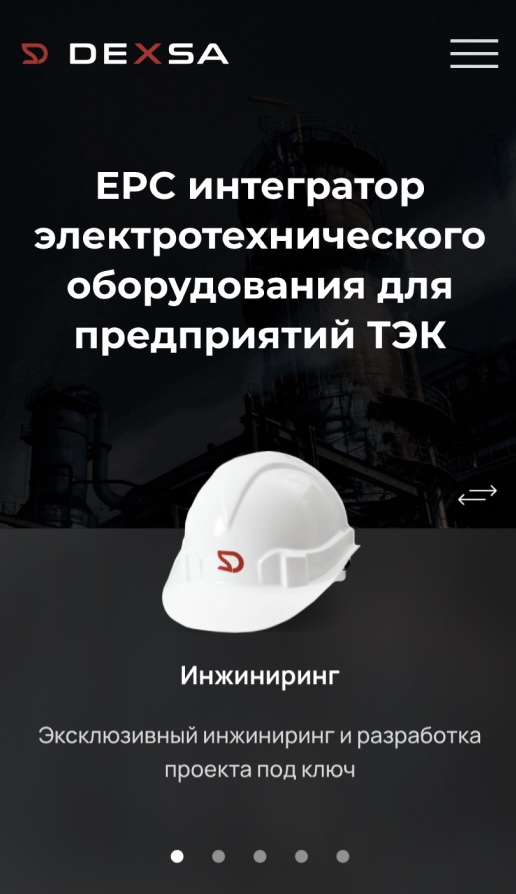 DEXSA
EPC интегратор
электротехнического
оборудования для
предприятий ТЭК
Инжиниринг
Эксклюзивный инжиниринг и разработка
проекта под ключ